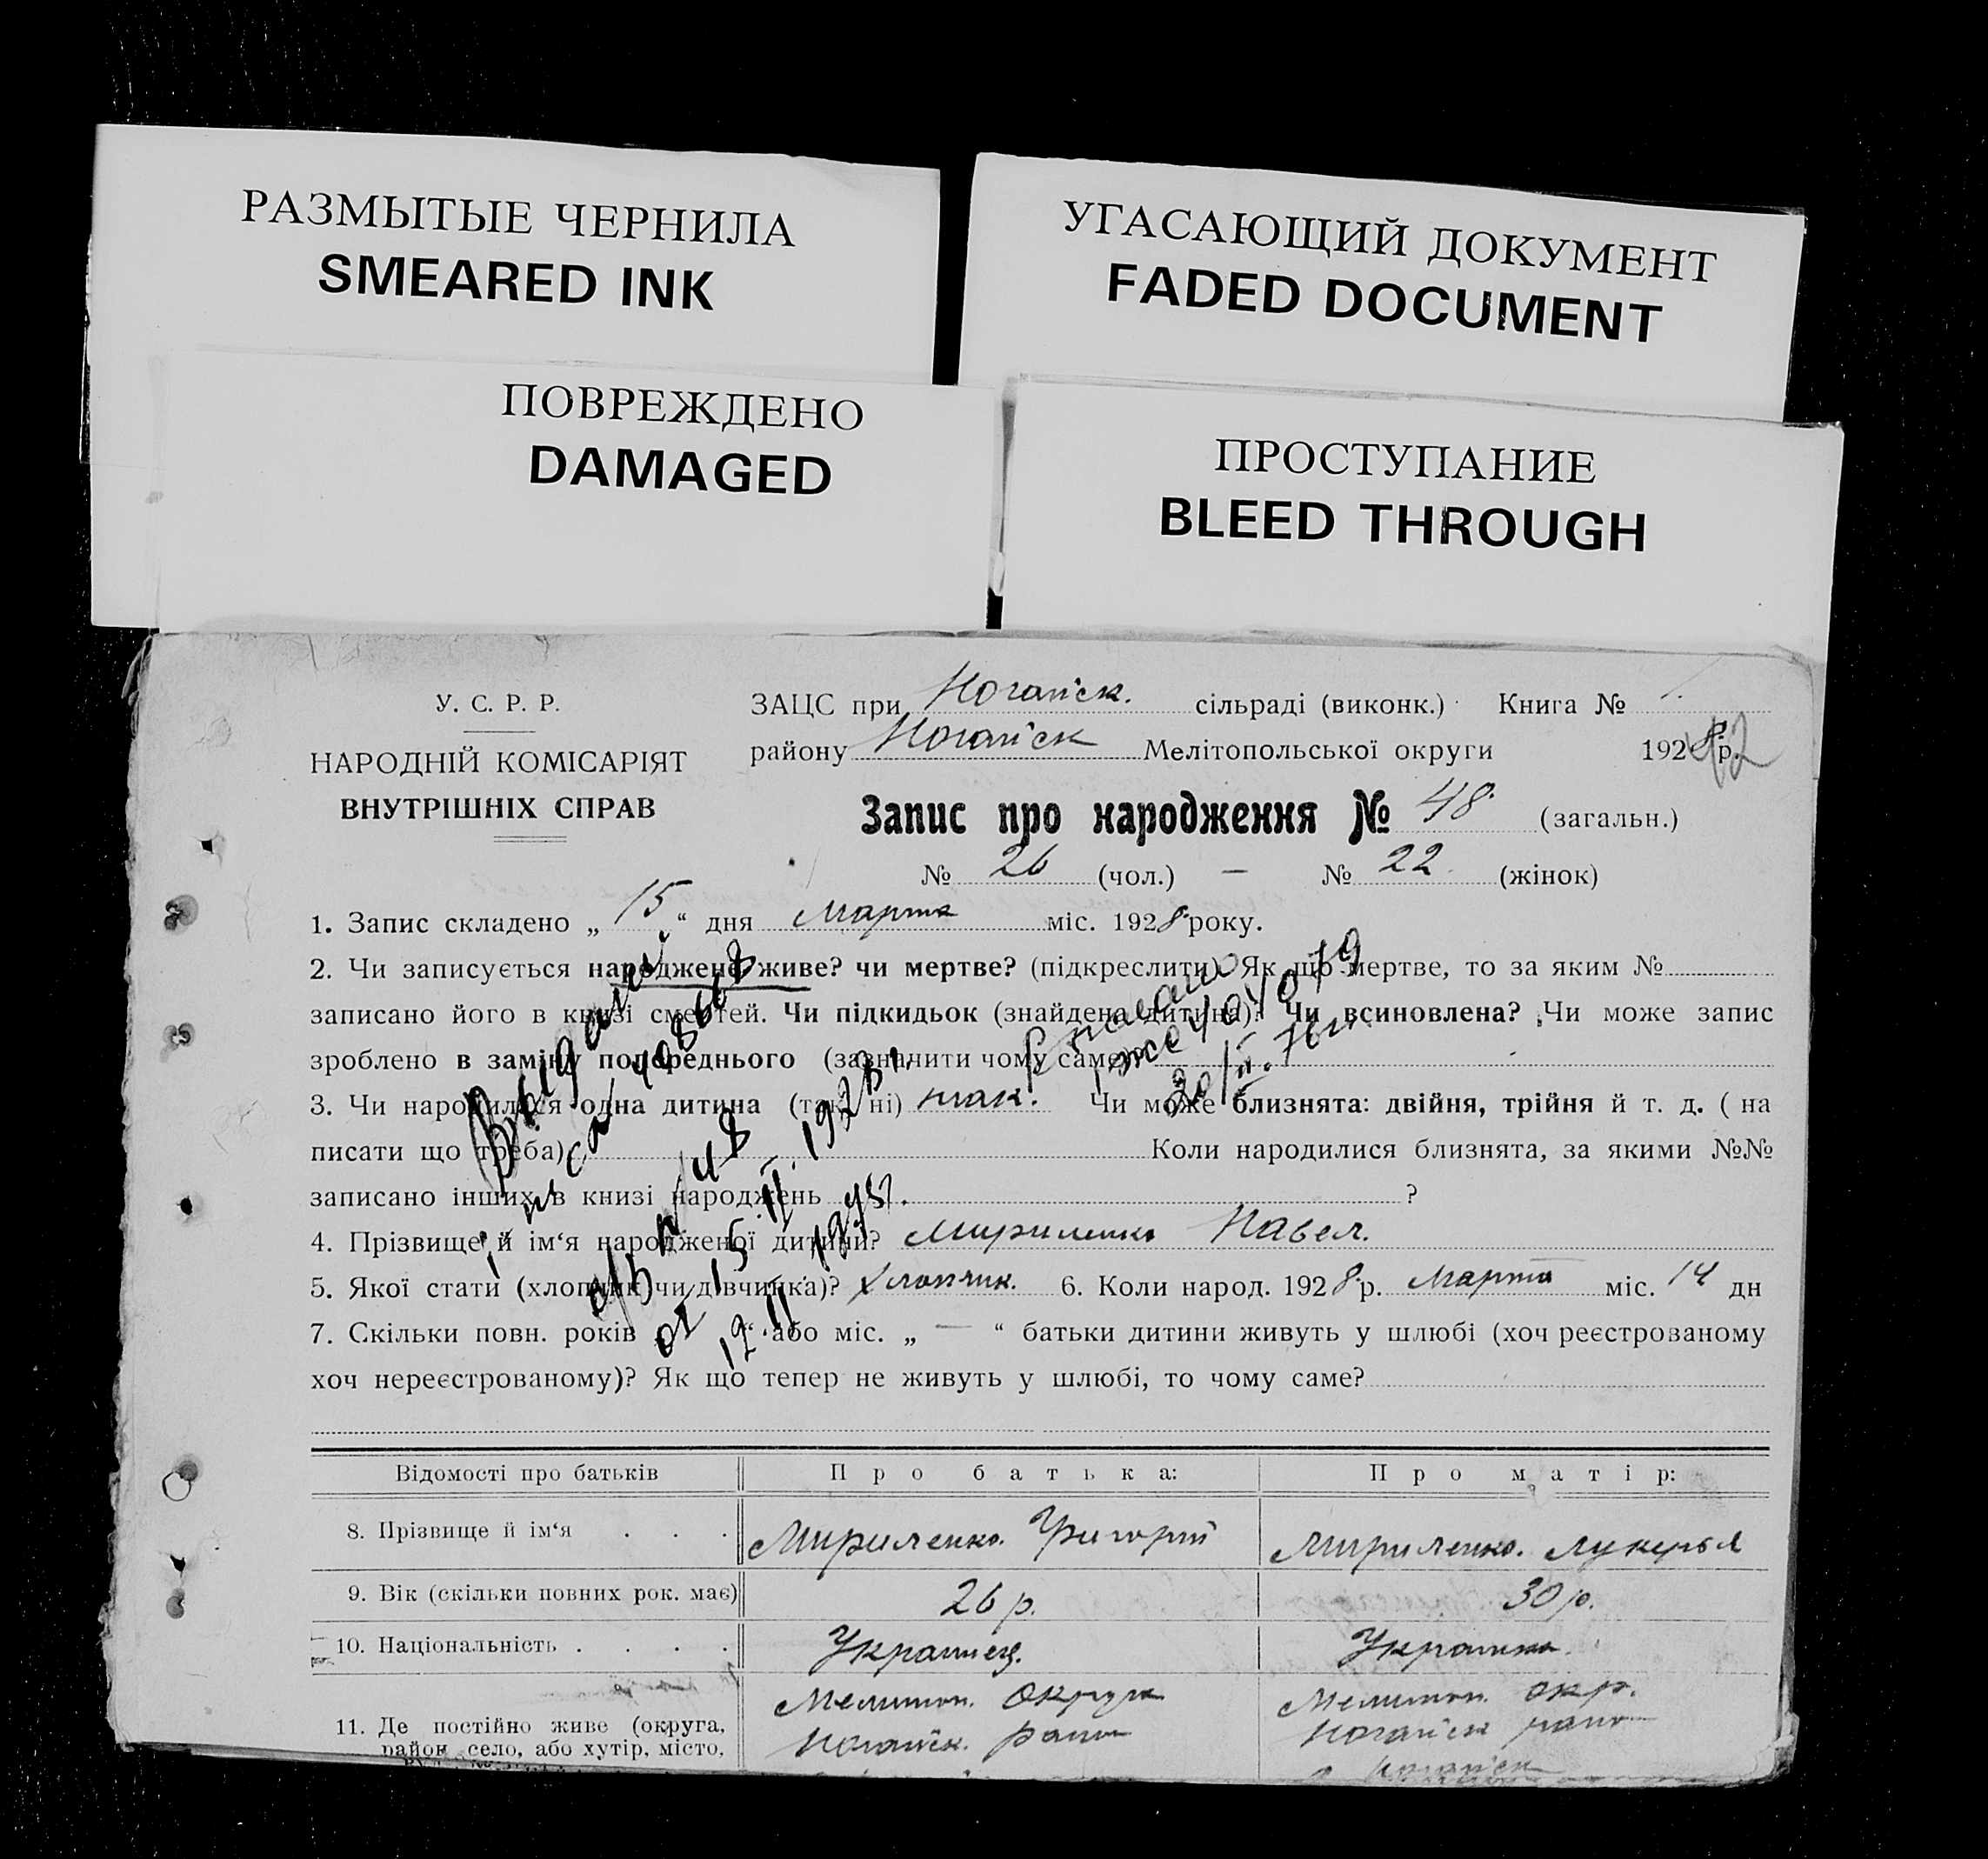 РАЗМЫТЫЕ ЧЕРНИЛА
SMEARED INK
УГАСАЮЩИЙ ДОКУМЕНТ
FADED DOCUMENT
ПОВРЕЖДЕНО
DAMAGED
ПРОСТУПАНИЕ
BLEED THROUGH
У. С. Р. Р.
НАРОДНІЙ КОМІСАРІЯТ
ВНУТРІШНІХ СПРАВ
ЗАЦС при Ногайськ. сільраді (виконк.) Книга № 1.
району Ногайськ Мелітопольської округи 1928 р. 42
Запис про народження № 48 (загальн.)
№ 26 (чол.) — № 22 (жінок)
1. Запис складено „ 15 “ дня Марта міс. 1928 року.
2. Чи записується народжене живе? чи мертве? (підкреслити). Як що мертве, то за яким №
записано його в книзі смертей. Чи підкидьок (знайдена дитина)? Чи всиновлена? Чи може запис
зроблено в заміну попереднього (зазначити чому саме)?
3. Чи народилася одна дитина (так, ні) так. Чи може близнята: двійня, трійня й т. д. ( на
писати що треба) Коли народилися близнята, за якими №№
записано інших в книзі народжень ?
4. Прізвище й ім‘я народженої дитини? Мириленко Павел.
5. Якої стати (хлопчик чи дівчинка)? Хлопчик. 6. Коли народ. 1928 р. Марта міс. 14 дн
7. Скільки повн. років „ “ або міс. „ — “ батьки дитини живуть у шлюбі (хоч реєстрованому
хоч нереєстрованому)? Як що тепер не живуть у шлюбі, то чому саме?
Відомості про батьків Про батька: Про матір:
8. Прізвище й ім‘я . . . Мириленко. Григорій Мириленко. Лукерья
9. Вік (скільки повних рок. має) 26 р. 30 р.
10. Національність . . . . Українец. Українка.
11. Де постійно живе (округа, Мелитоп. округа Мелитоп. окр.
район, село, або хутір, місто, Ногайськ. район Ногайськ район
Ногайськ